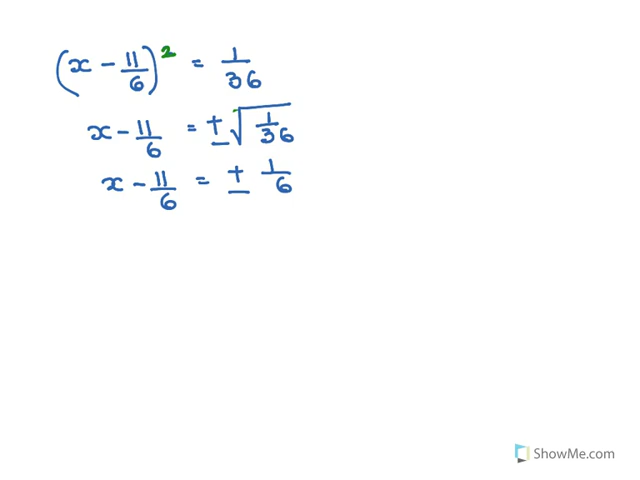 (x - 11/6)² = 1/36
x - 11/6 = ± √(1/36)
x - 11/6 = ± 1/6
ShowMe.com